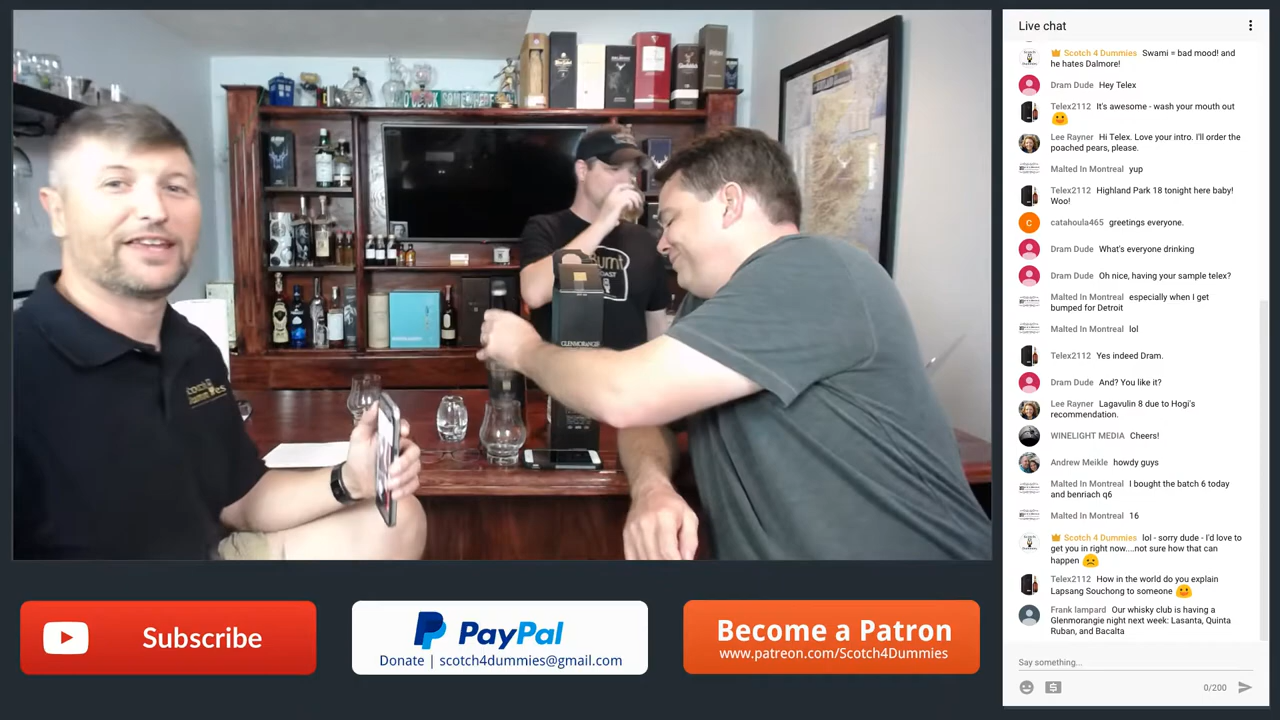 GLENMORANGIE
Subscribe
PayPal
Donate | scotch4dummies@gmail.com
Become a Patron
www.patreon.com/Scotch4Dummies
Live chat
Scotch 4 Dummies Swami = bad mood! and
he hates Dalmore!
Dram Dude Hey Telex
Telex2112 It's awesome - wash your mouth out
Lee Rayner Hi Telex. Love your intro. I'll order the
poached pears, please.
Malted In Montreal yup
Telex2112 Highland Park 18 tonight here baby!
Woo!
C catahoula465 greetings everyone.
Dram Dude What's everyone drinking
Dram Dude Oh nice, having your sample telex?
Malted In Montreal especially when I get
bumped for Detroit
Malted In Montreal lol
Telex2112 Yes indeed Dram.
Dram Dude And? You like it?
Lee Rayner Lagavulin 8 due to Hogi's
recommendation.
WINELIGHT MEDIA Cheers!
Andrew Meikle howdy guys
Malted In Montreal I bought the batch 6 today
and benriach q6
Malted In Montreal 16
Scotch 4 Dummies lol - sorry dude - I'd love to
get you in right now....not sure how that can
happen
Telex2112 How in the world do you explain
Lapsang Souchong to someone
Frank lampard Our whisky club is having a
Glenmorangie night next week: Lasanta, Quinta
Ruban, and Bacalta
Say something...
0/200